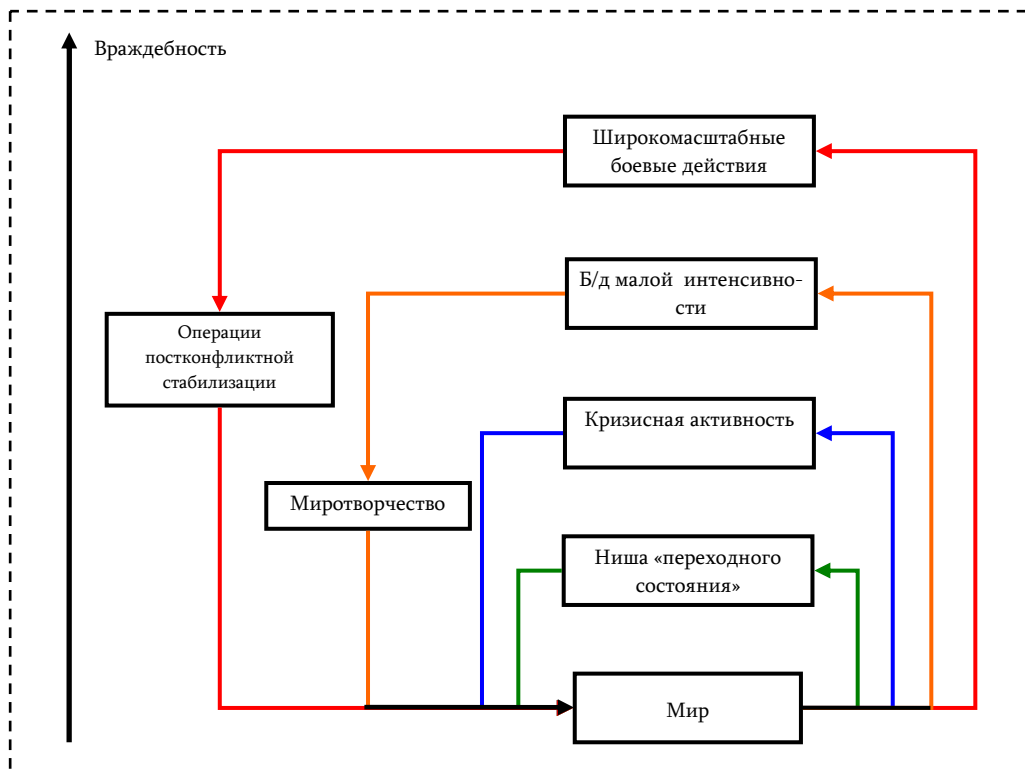 Враждебность
Широкомасштабные
боевые действия
Б/д малой интенсивно-
сти
Операции
постконфликтной
стабилизации
Кризисная активность
Миротворчество
Ниша «переходного
состояния»
Мир